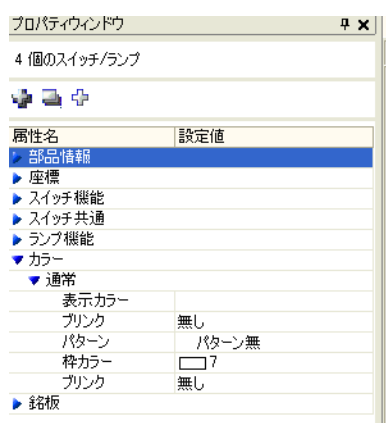 プロパティウィンドウ
4 個のスイッチ/ランプ
属性名 設定値
部品情報
座標
スイッチ機能
スイッチ共通
ランプ機能
カラー
通常
表示カラー
ブリンク 無し
パターン パターン無
枠カラー 7
ブリンク 無し
銘板